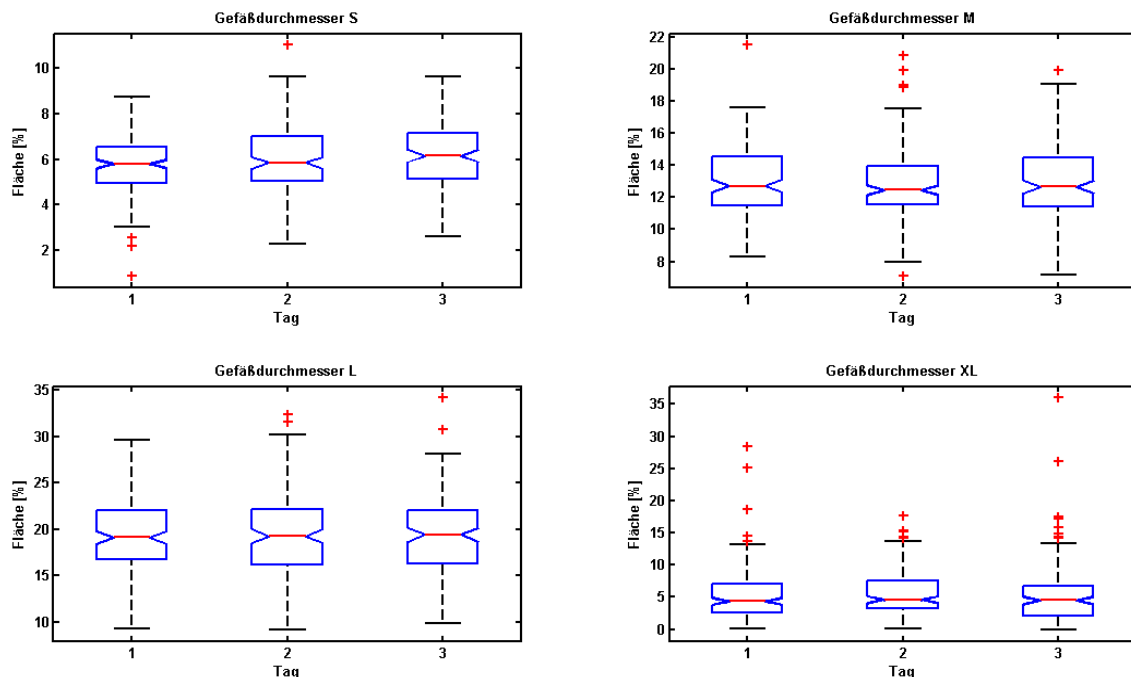 Gefäßdurchmesser S
Fläche [%]
10
8
6
4
2
1 2 3
Tag
Gefäßdurchmesser M
Fläche [%]
22
20
18
16
14
12
10
8
1 2 3
Tag
Gefäßdurchmesser L
Fläche [%]
35
30
25
20
15
10
1 2 3
Tag
Gefäßdurchmesser XL
Fläche [%]
35
30
25
20
15
10
5
0
1 2 3
Tag